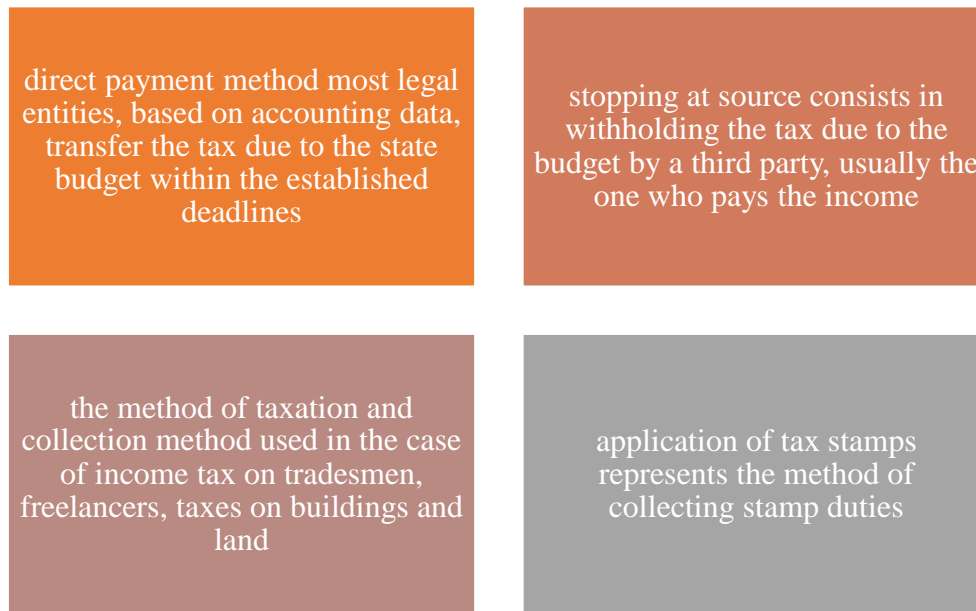 direct payment method most legal
entities, based on accounting data,
transfer the tax due to the state
budget within the established
deadlines
stopping at source consists in
withholding the tax due to the
budget by a third party, usually the
one who pays the income
the method of taxation and
collection method used in the case
of income tax on tradesmen,
freelancers, taxes on buildings and
land
application of tax stamps
represents the method of
collecting stamp duties